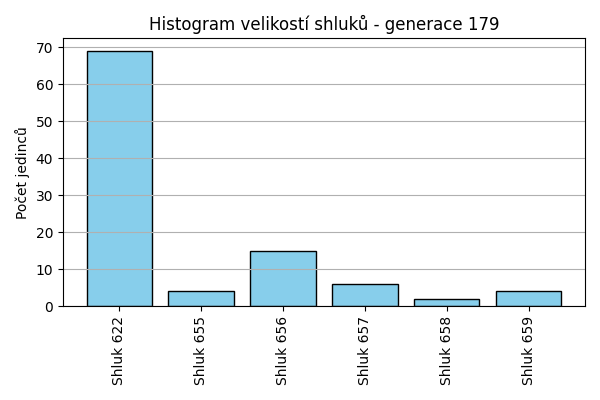 Histogram velikostí shluků - generace 179
Počet jedinců
70
60
50
40
30
20
10
0
Shluk 622
Shluk 655
Shluk 656
Shluk 657
Shluk 658
Shluk 659